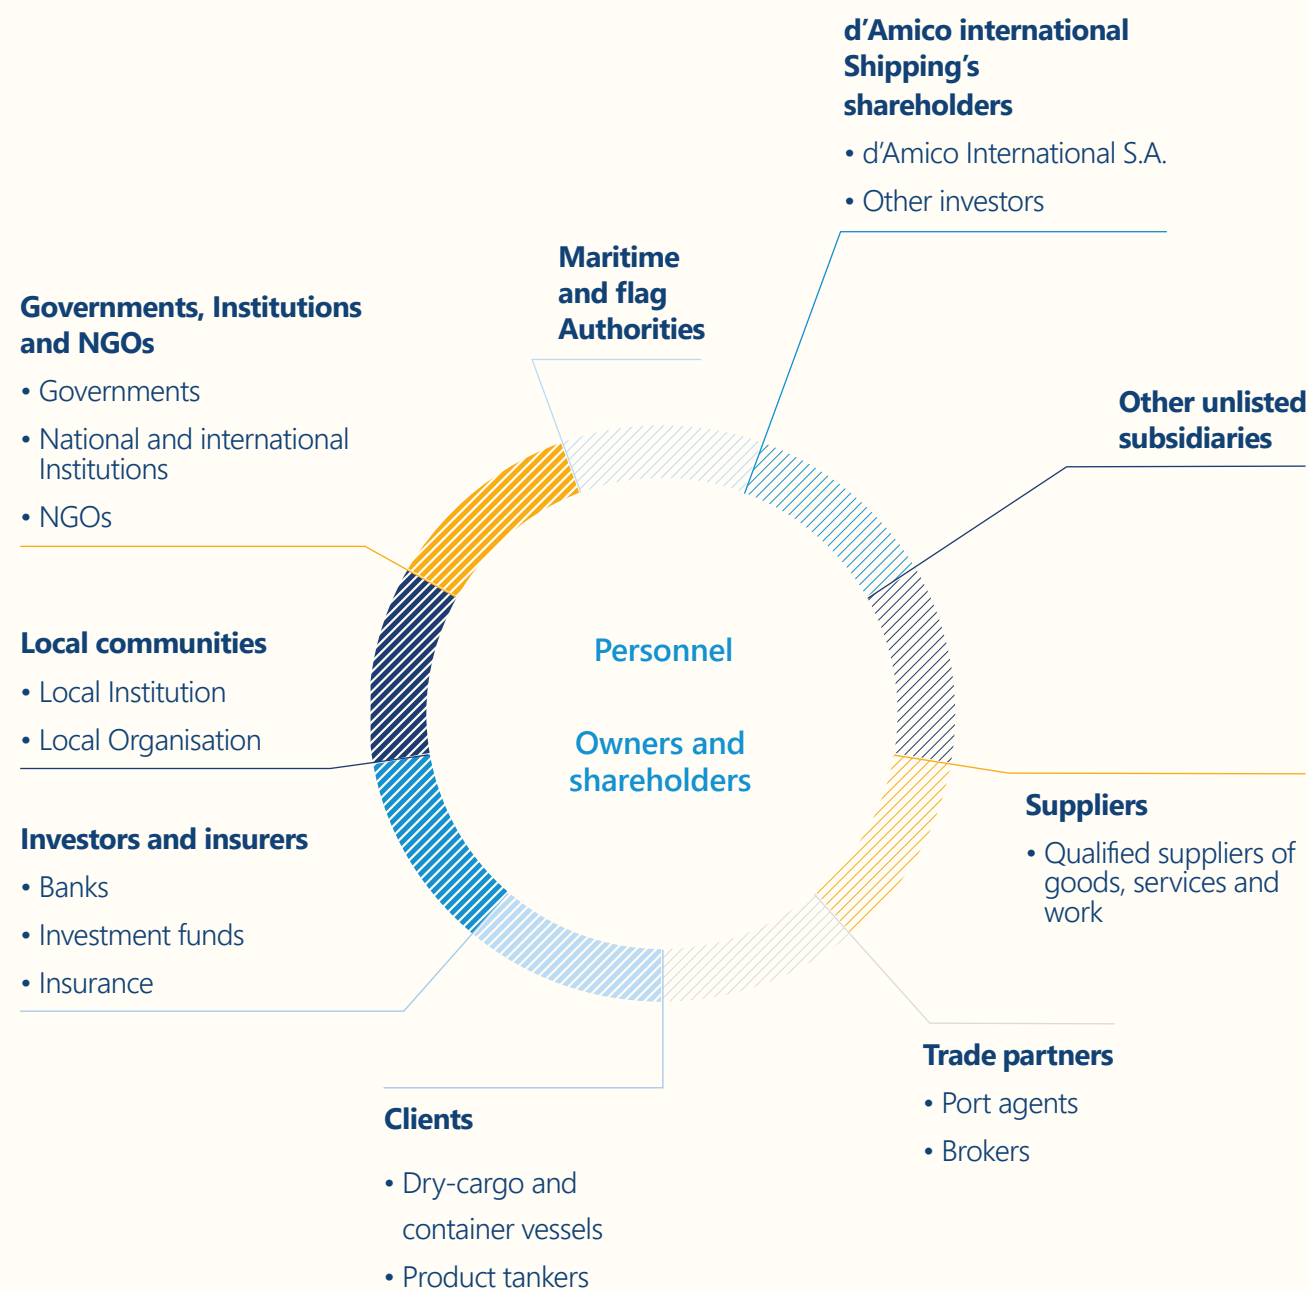 d'Amico international
Shipping's
shareholders
• d'Amico International S.A.
• Other investors
Maritime
and flag
Authorities
Governments, Institutions
and NGOs
• Governments
• National and international
Institutions
• NGOs
Other unlisted
subsidiaries
Local communities
• Local Institution
• Local Organisation
Personnel
Owners and
shareholders
Suppliers
• Qualified suppliers of
goods, services and
work
Investors and insurers
• Banks
• Investment funds
• Insurance
Trade partners
• Port agents
• Brokers
Clients
• Dry-cargo and
container vessels
• Product tankers